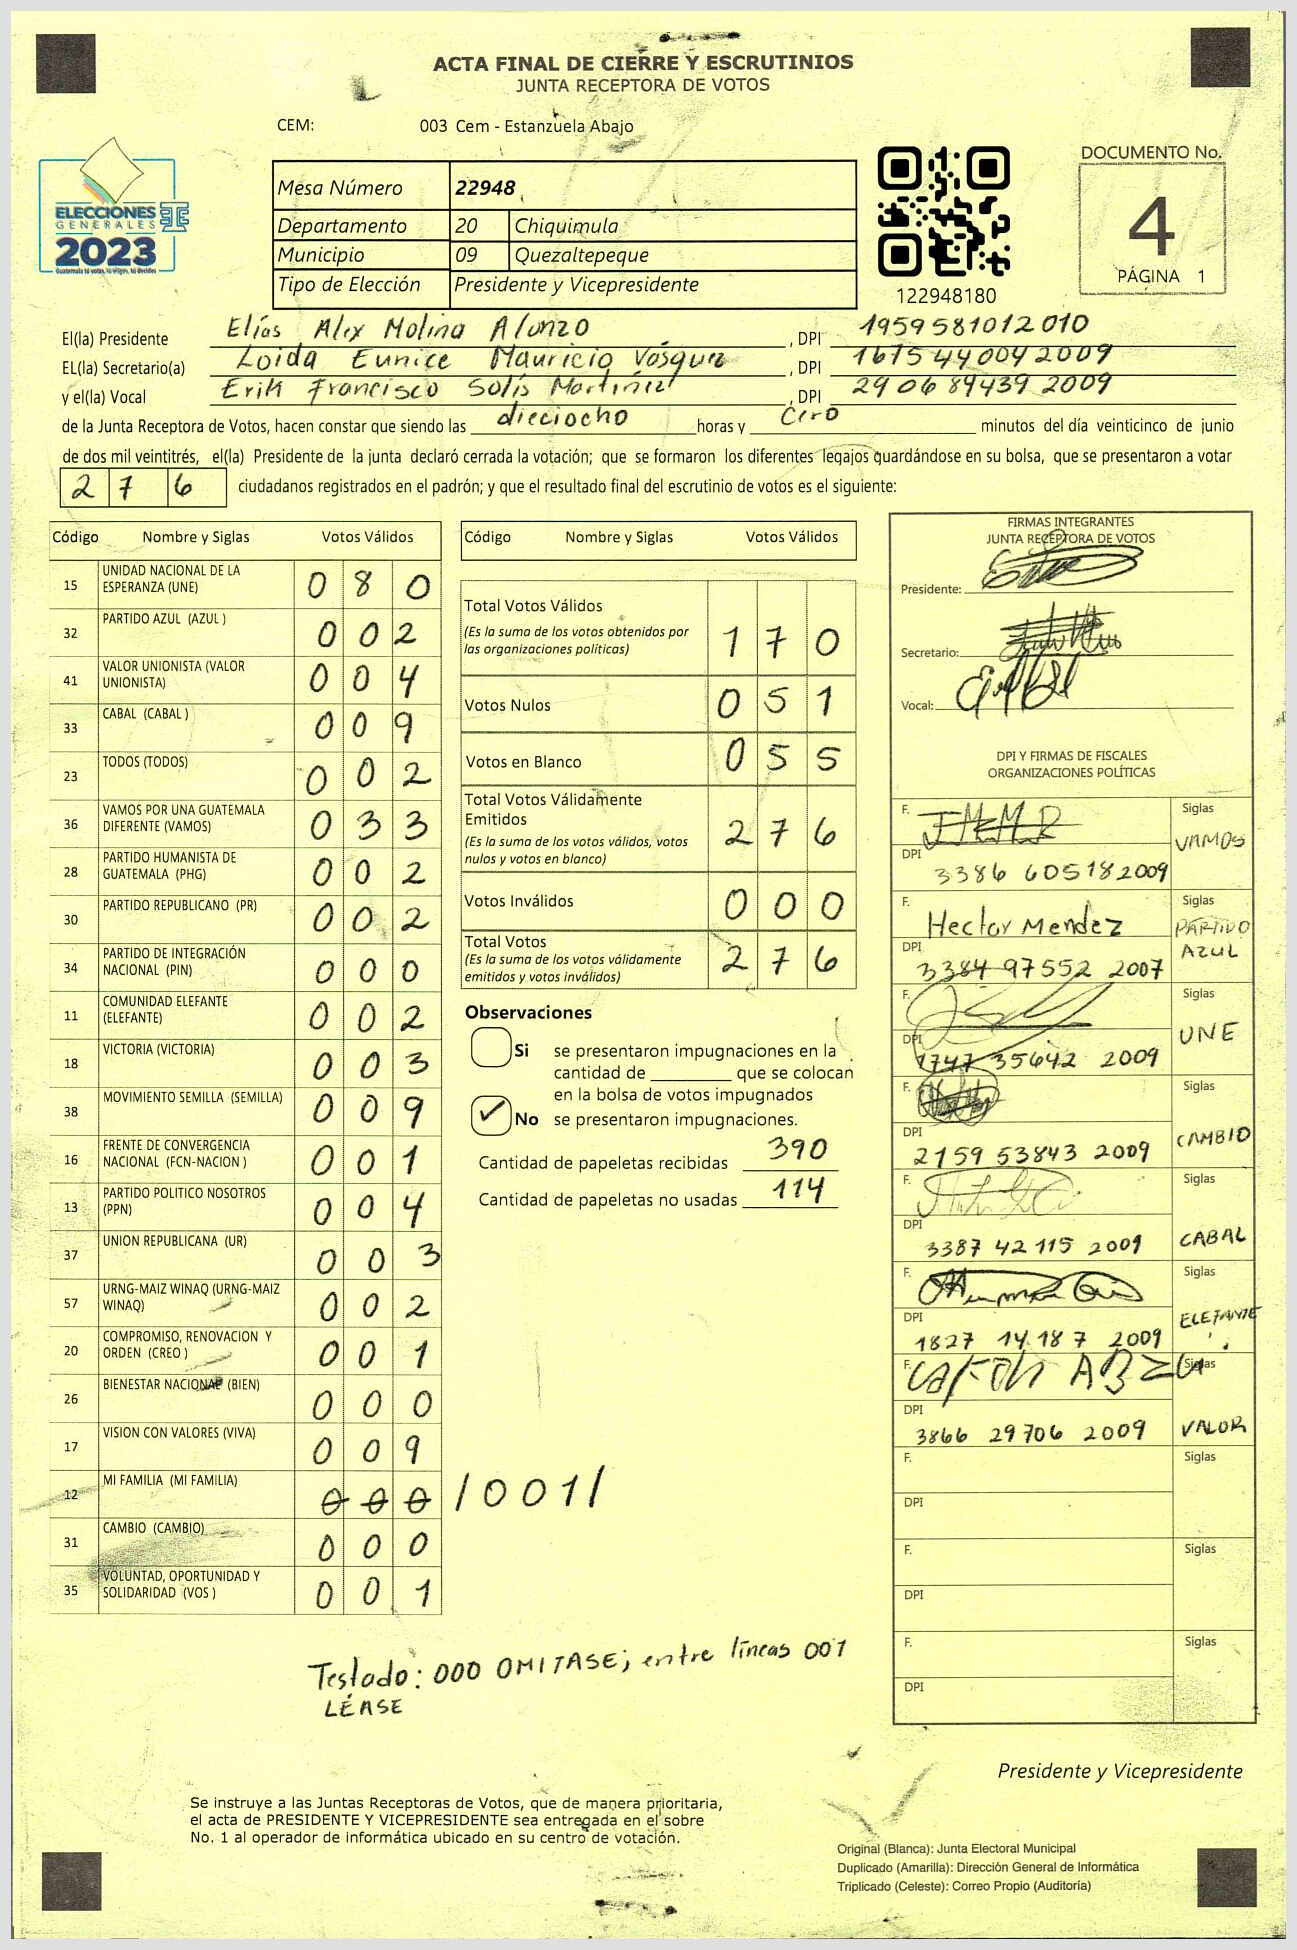 ACTA FINAL DE CIERRE Y ESCRUTINIOS
JUNTA RECEPTORA DE VOTOS
CEM: 003 Cem - Estanzuela Abajo
ELECCIONES
GENERALES
2023
Guatemala tú votas, tú eliges, tú decides
Mesa Número 22948
Departamento 20 Chiquimula
Municipio 09 Quezaltepeque
Tipo de Elección Presidente y Vicepresidente
122948180
DOCUMENTO No.
4
PÁGINA 1
El(la) Presidente Elías Alex Molina Alonzo , DPI 1959581012010
EL(la) Secretario(a) Loida Eunice Mauricio Vásquez , DPI 1675440042009
y el(la) Vocal Erik Francisco Solís Martínez , DPI 2906894392009
de la Junta Receptora de Votos, hacen constar que siendo las dieciocho horas y Cero minutos del día veinticinco de junio
de dos mil veintitrés, el(la) Presidente de la junta declaró cerrada la votación; que se formaron los diferentes legajos guardándose en su bolsa, que se presentaron a votar
2 7 6 ciudadanos registrados en el padrón; y que el resultado final del escrutinio de votos es el siguiente:
Código Nombre y Siglas Votos Válidos
15 UNIDAD NACIONAL DE LA ESPERANZA (UNE) 0 8 0
32 PARTIDO AZUL (AZUL ) 0 0 2
41 VALOR UNIONISTA (VALOR UNIONISTA) 0 0 4
33 CABAL (CABAL ) 0 0 9
23 TODOS (TODOS) 0 0 2
36 VAMOS POR UNA GUATEMALA DIFERENTE (VAMOS) 0 3 3
28 PARTIDO HUMANISTA DE GUATEMALA (PHG) 0 0 2
30 PARTIDO REPUBLICANO (PR) 0 0 2
34 PARTIDO DE INTEGRACIÓN NACIONAL (PIN) 0 0 0
11 COMUNIDAD ELEFANTE (ELEFANTE) 0 0 2
18 VICTORIA (VICTORIA) 0 0 3
38 MOVIMIENTO SEMILLA (SEMILLA) 0 0 9
16 FRENTE DE CONVERGENCIA NACIONAL (FCN-NACION ) 0 0 1
13 PARTIDO POLITICO NOSOTROS (PPN) 0 0 4
37 UNION REPUBLICANA (UR) 0 0 3
57 URNG-MAIZ WINAQ (URNG-MAIZ WINAQ) 0 0 2
20 COMPROMISO, RENOVACION Y ORDEN (CREO ) 0 0 1
26 BIENESTAR NACIONAL (BIEN) 0 0 0
17 VISION CON VALORES (VIVA) 0 0 9
12 MI FAMILIA (MI FAMILIA) 0 0 0 /001/
31 CAMBIO (CAMBIO) 0 0 0
35 VOLUNTAD, OPORTUNIDAD Y SOLIDARIDAD (VOS ) 0 0 1
Código Nombre y Siglas Votos Válidos
Total Votos Válidos 1 7 0
(Es la suma de los votos obtenidos por
las organizaciones políticas)
Votos Nulos 0 5 1
Votos en Blanco 0 5 5
Total Votos Válidamente
Emitidos 2 7 6
(Es la suma de los votos válidos, votos
nulos y votos en blanco)
Votos Inválidos 0 0 0
Total Votos 2 7 6
(Es la suma de los votos válidamente
emitidos y votos inválidos)
Observaciones
Si se presentaron impugnaciones en la
cantidad de ________ que se colocan
en la bolsa de votos impugnados
✓ No se presentaron impugnaciones.
Cantidad de papeletas recibidas 390
Cantidad de papeletas no usadas 114
FIRMAS INTEGRANTES
JUNTA RECEPTORA DE VOTOS
Presidente:
Secretario:
Vocal:
DPI Y FIRMAS DE FISCALES
ORGANIZACIONES POLÍTICAS
F. Siglas
VAMOS
DPI 3386 60518 2009
F. Hector Mendez Siglas
PARTIDO
AZUL
DPI 3384 97552 2007
F. Siglas
UNE
DPI 1747 35642 2009
F. Siglas
CAMBIO
DPI 2159 53843 2009
F. Siglas
CABAL
DPI 3387 42 115 2009
F. Siglas
ELEFANTE
DPI 1827 14 18 7 2009
F. Siglas
VALOR
DPI 3866 29706 2009
F. Siglas
DPI
F. Siglas
DPI
F. Siglas
DPI
Testado: 000 OMITASE; entre líneas 001
LÉASE
Presidente y Vicepresidente
Se instruye a las Juntas Receptoras de Votos, que de manera prioritaria,
el acta de PRESIDENTE Y VICEPRESIDENTE sea entregada en el sobre
No. 1 al operador de informática ubicado en su centro de votación.
Original (Blanca): Junta Electoral Municipal
Duplicado (Amarilla): Dirección General de Informática
Triplicado (Celeste): Correo Propio (Auditoría)